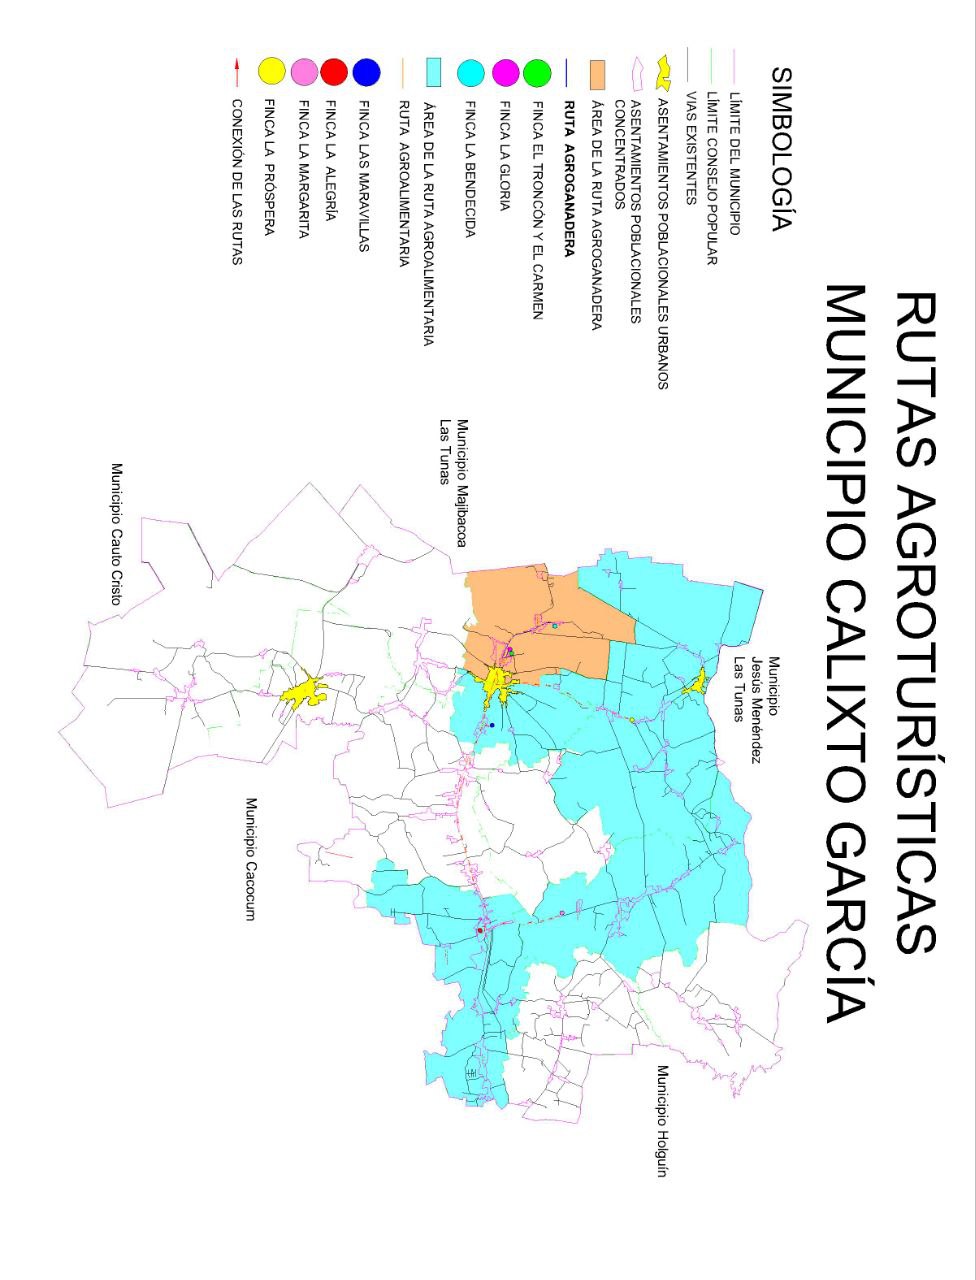 RUTAS AGROTURÍSTICAS
MUNICIPIO CALIXTO GARCÍA
SIMBOLOGÍA
LÍMITE DEL MUNICIPIO
LÍMITE CONSEJO POPULAR
VIAS EXISTENTES
ASENTAMIENTOS POBLACIONALES URBANOS
ASENTAMIENTOS POBLACIONALES
CONCENTRADOS
ÁREA DE LA RUTA AGROGANADERA
RUTA AGROGANADERA
FINCA EL TRONCÓN Y EL CARMEN
FINCA LA GLORIA
FINCA LA BENDECIDA
ÁREA DE LA RUTA AGROALIMENTARIA
RUTA AGROALIMENTARIA
FINCA LAS MARAVILLAS
FINCA LA ALEGRÍA
FINCA LA MARGARITA
FINCA LA PRÓSPERA
CONEXIÓN DE LAS RUTAS
Municipio
Jesús Menéndez
Las Tunas
Municipio Majibacoa
Las Tunas
Municipio Holguín
Municipio Cauto Cristo
Municipio Cacocum